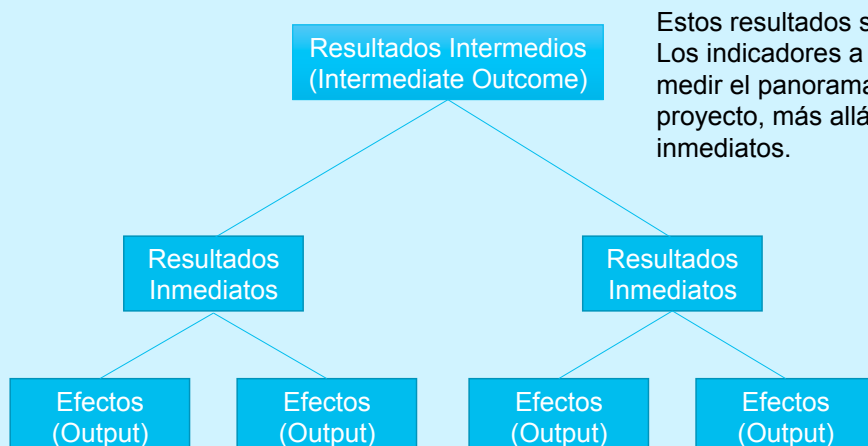 Resultados Intermedios
(Intermediate Outcome)
Estos resultados
Los indicadores a
medir el panorama
proyecto, más allá
inmediatos.
Resultados
Inmediatos
Resultados
Inmediatos
Efectos
(Output)
Efectos
(Output)
Efectos
(Output)
Efectos
(Output)